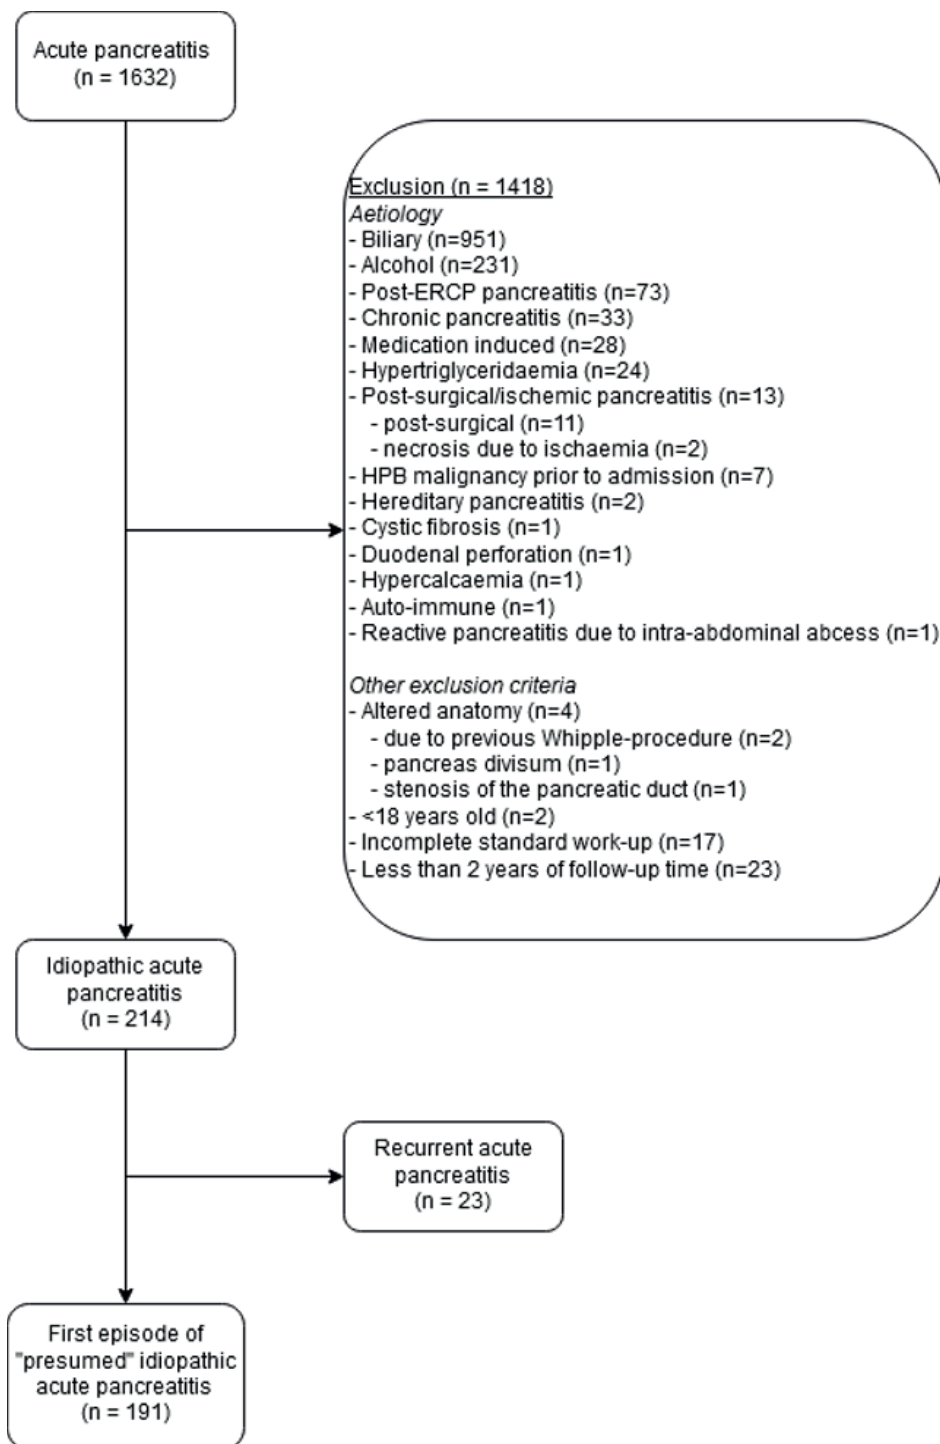 Acute pancreatitis
(n = 1632)
Exclusion (n = 1418)
Aetiology
- Biliary (n=951)
- Alcohol (n=231)
- Post-ERCP pancreatitis (n=73)
- Chronic pancreatitis (n=33)
- Medication induced (n=28)
- Hypertriglyceridaemia (n=24)
- Post-surgical/ischemic pancreatitis (n=13)
- post-surgical (n=11)
- necrosis due to ischaemia (n=2)
- HPB malignancy prior to admission (n=7)
- Hereditary pancreatitis (n=2)
- Cystic fibrosis (n=1)
- Duodenal perforation (n=1)
- Hypercalcaemia (n=1)
- Auto-immune (n=1)
- Reactive pancreatitis due to intra-abdominal abcess (n=1)
Other exclusion criteria
- Altered anatomy (n=4)
- due to previous Whipple-procedure (n=2)
- pancreas divisum (n=1)
- stenosis of the pancreatic duct (n=1)
- <18 years old (n=2)
- Incomplete standard work-up (n=17)
- Less than 2 years of follow-up time (n=23)
Idiopathic acute
pancreatitis
(n = 214)
Recurrent acute
pancreatitis
(n = 23)
First episode of
"presumed" idiopathic
acute pancreatitis
(n = 191)